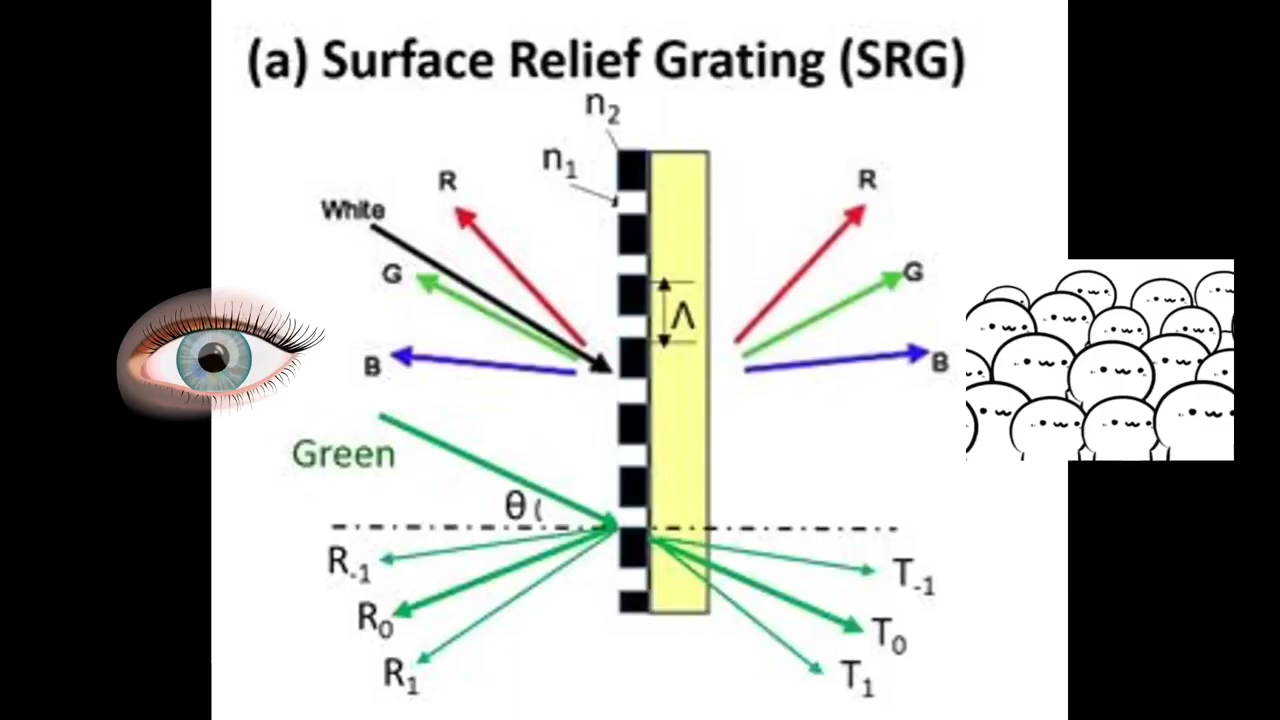 (a) Surface Relief Grating (SRG)
n₂
n₁
R
R
White
G
G
Λ
B
B
Green
θ (
R₋₁
T₋₁
R₀
T₀
R₁
T₁